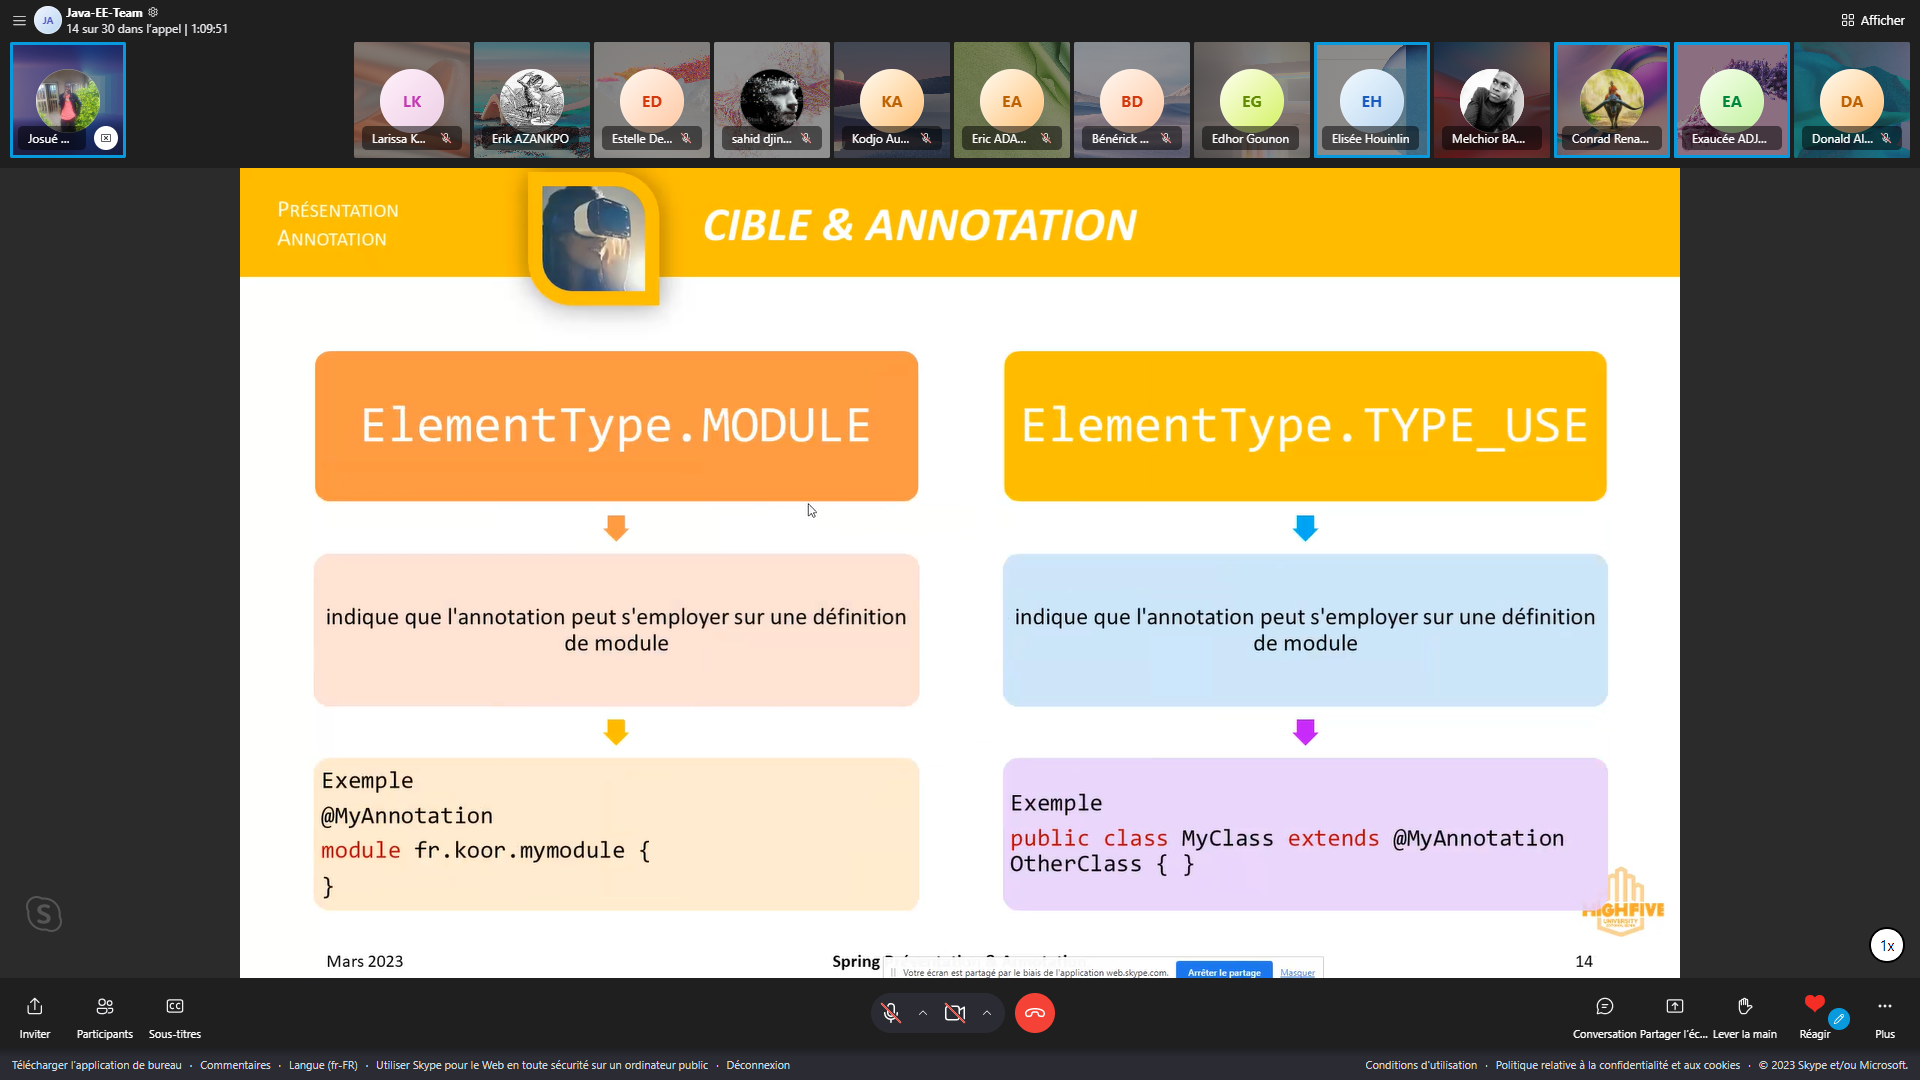 JA
Java-EE-Team
14 sur 30 dans l'appel | 1:09:51
Afficher
Josué ...
LK
Larissa K...
Erik AZANKPO
ED
Estelle De...
sahid djin...
KA
Kodjo Au...
EA
Eric ADA...
BD
Bénérick ...
EG
Edhor Gounon
EH
Elisée Houinlin
Melchior BA...
Conrad Rena...
EA
Exaucée ADJ...
DA
Donald Al...
PRÉSENTATION
ANNOTATION
CIBLE & ANNOTATION
ElementType.MODULE
indique que l'annotation peut s'employer sur une définition
de module
Exemple
@MyAnnotation
module fr.koor.mymodule {
}
ElementType.TYPE_USE
indique que l'annotation peut s'employer sur une définition
de module
Exemple
public class MyClass extends @MyAnnotation
OtherClass { }
HIGHFIVE
UNIVERSITY
Mars 2023
Spring
14
Votre écran est partagé par le biais de l'application web.skype.com.
Arrêter le partage
Masquer
1x
Inviter
Participants
Sous-titres
Conversation
Partager l'éc...
Lever la main
Réagir
Plus
Télécharger l'application de bureau · Commentaires · Langue (fr-FR) · Utiliser Skype pour le Web en toute sécurité sur un ordinateur public · Déconnexion
Conditions d'utilisation · Politique relative à la confidentialité et aux cookies · © 2023 Skype et/ou Microsoft.